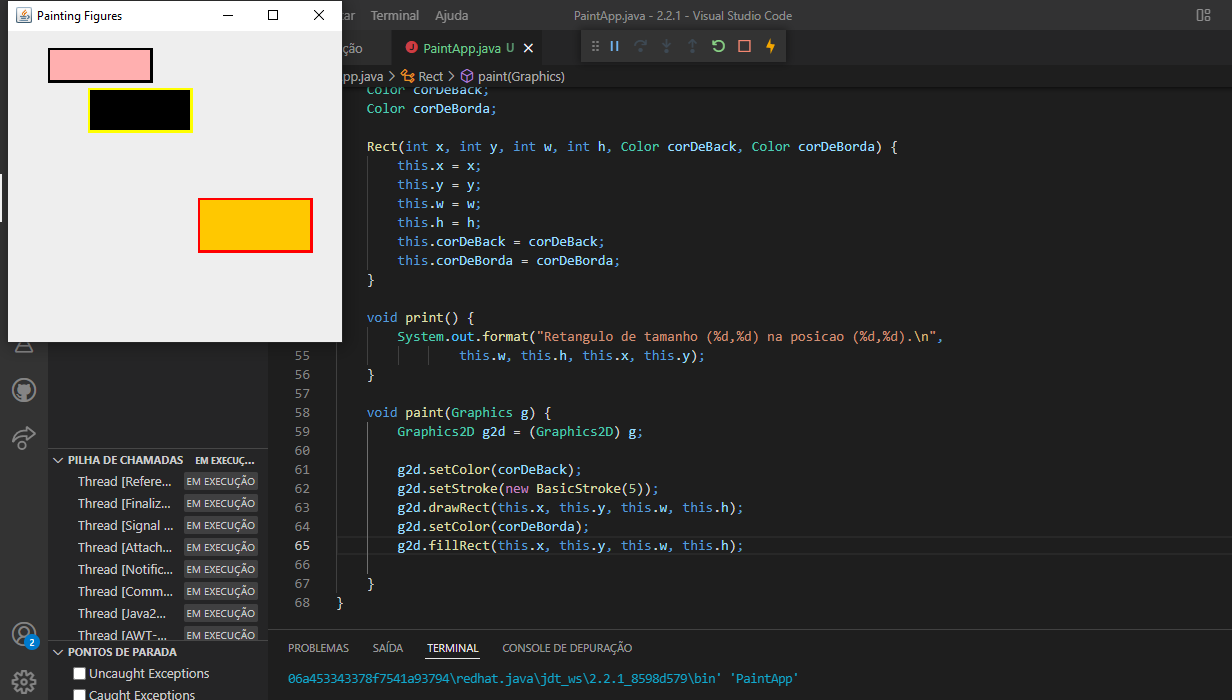 Painting Figures
ar Terminal Ajuda PaintApp.java - 2.2.1 - Visual Studio Code
ção PaintApp.java U
pp.java > Rect > paint(Graphics)
Color corDeBack;
Color corDeBorda;
Rect(int x, int y, int w, int h, Color corDeBack, Color corDeBorda) {
this.x = x;
this.y = y;
this.w = w;
this.h = h;
this.corDeBack = corDeBack;
this.corDeBorda = corDeBorda;
}
void print() {
System.out.format("Retangulo de tamanho (%d,%d) na posicao (%d,%d).\n",
55 this.w, this.h, this.x, this.y);
56 }
57
58 void paint(Graphics g) {
59 Graphics2D g2d = (Graphics2D) g;
60
61 g2d.setColor(corDeBack);
62 g2d.setStroke(new BasicStroke(5));
63 g2d.drawRect(this.x, this.y, this.w, this.h);
64 g2d.setColor(corDeBorda);
65 g2d.fillRect(this.x, this.y, this.w, this.h);
66
67 }
68 }
PILHA DE CHAMADAS EM EXECUÇ...
Thread [Refere... EM EXECUÇÃO
Thread [Finaliz... EM EXECUÇÃO
Thread [Signal ... EM EXECUÇÃO
Thread [Attach... EM EXECUÇÃO
Thread [Notific... EM EXECUÇÃO
Thread [Comm... EM EXECUÇÃO
Thread [Java2... EM EXECUÇÃO
Thread [AWT-... EM EXECUÇÃO
2
PONTOS DE PARADA
Uncaught Exceptions
Caught Exceptions
PROBLEMAS SAÍDA TERMINAL CONSOLE DE DEPURAÇÃO
06a453343378f7541a93794\redhat.java\jdt_ws\2.2.1_8598d579\bin' 'PaintApp'